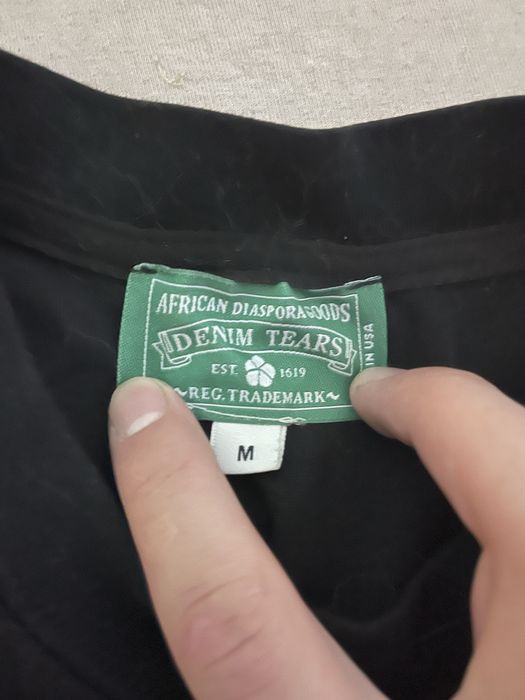 AFRICAN DIASPORA GOODS
DENIM TEARS
EST. 1619
~REG. TRADEMARK~
IN USA
M